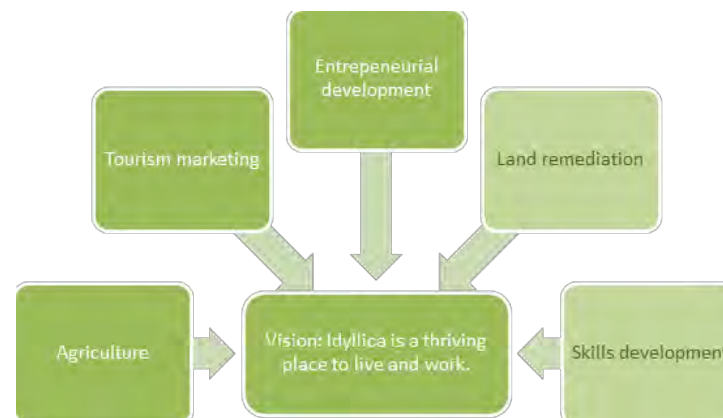 Entrepeneurial
development
Tourism marketing
Land remediation
Agriculture
Vision: Idyllica is a thriving
place to live and work.
Skills development